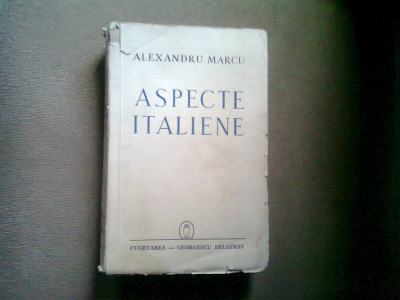 ALEXANDRU MARCU
ASPECTE
ITALIENE
CUGETAREA — GEORGESCU DELAFRAS